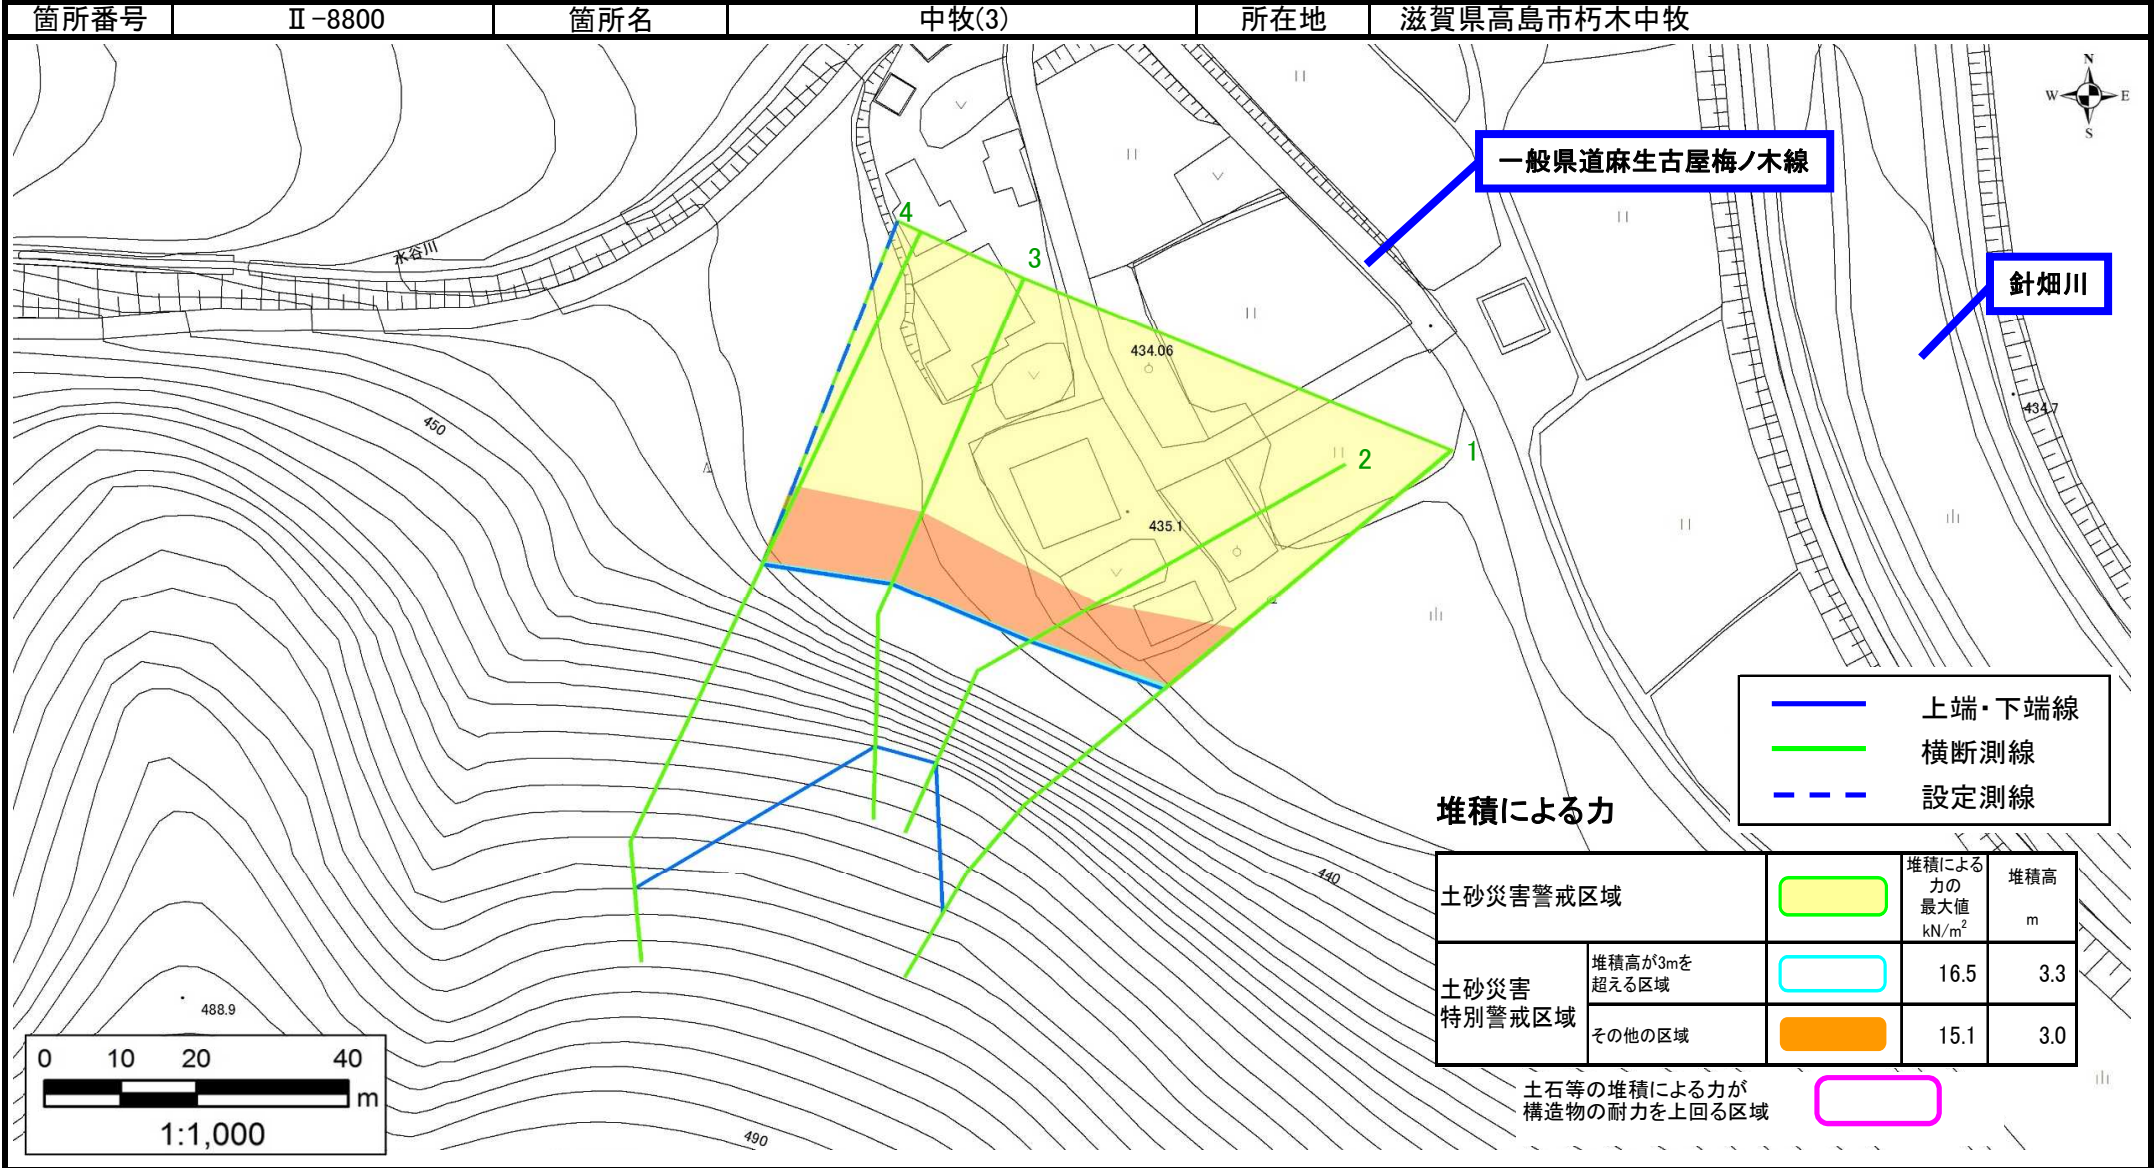 箇所番号 Ⅱ-8800 箇所名 中牧(3) 所在地 滋賀県高島市朽木中牧
N
W E
S
一般県道麻生古屋梅ノ木線
針畑川
水谷川
4
3
434.06
434.7
450
1
2
435.1
上端・下端線
横断測線
設定測線
堆積による力
440
土砂災害警戒区域
堆積による
力の
最大値
kN/m²
堆積高
m
土砂災害
特別警戒区域
堆積高が3mを
超える区域
16.5 3.3
その他の区域
15.1 3.0
土石等の堆積による力が
構造物の耐力を上回る区域
488.9
0 10 20 40
m
1:1,000
490